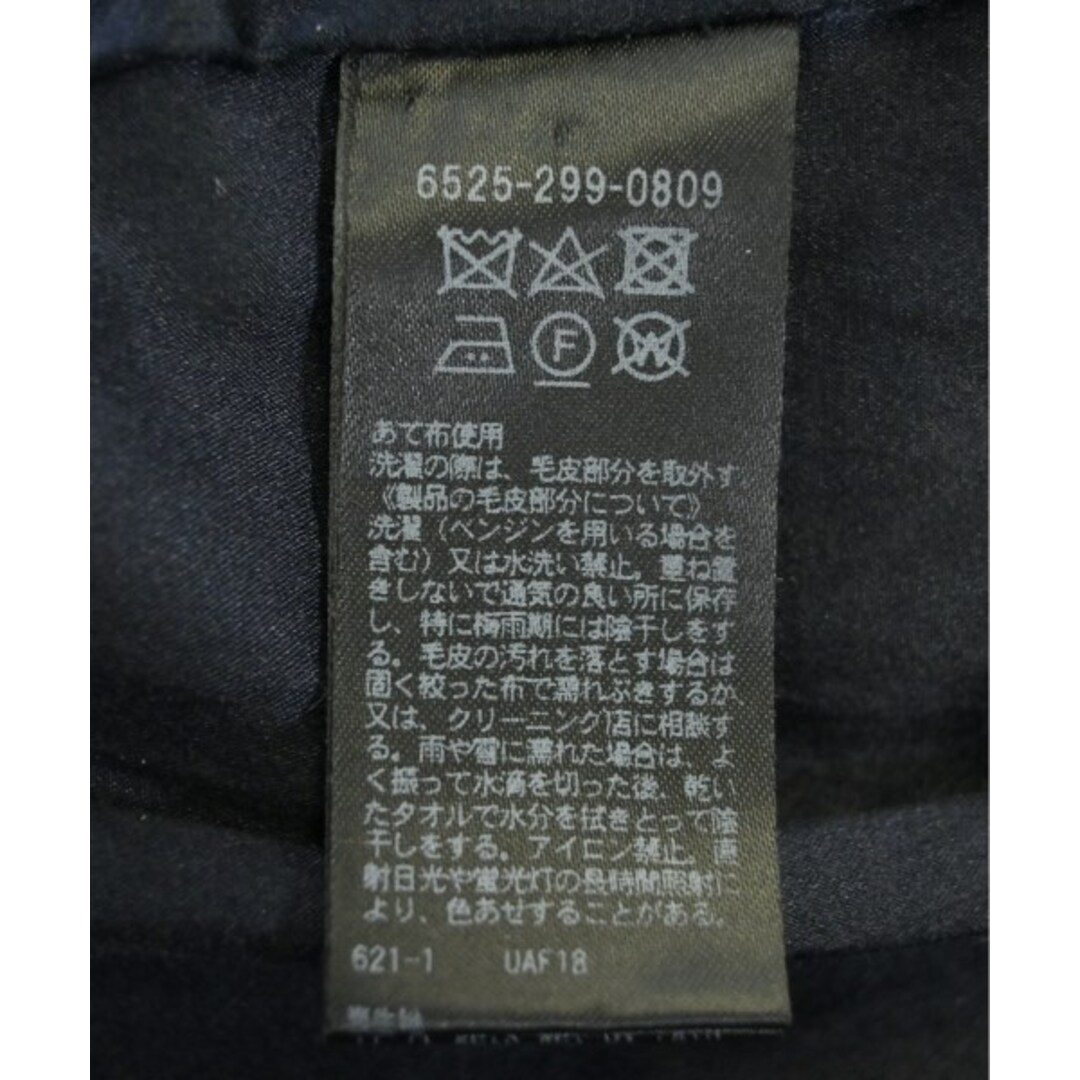 6525-299-0809
F
W
あて布使用
洗濯の際は、毛皮部分を取外す
《製品の毛皮部分について》
洗濯（ベンジンを用いる場合を
含む）又は水洗い禁止。重ね置
きしないで通気の良い所に保存
し、特に梅雨期には陰干しをす
る。毛皮の汚れを落とす場合は
固く絞った布で濡れぶきするか
又は、クリーニング店に相談す
る。雨や雪に濡れた場合は、よ
く振って水滴を切った後、乾い
たタオルで水分を拭きとって陰
干しをする。アイロン禁止。直
射日光や蛍光灯の長時間照射に
より、色あせすることがある。
621-1 UAF18